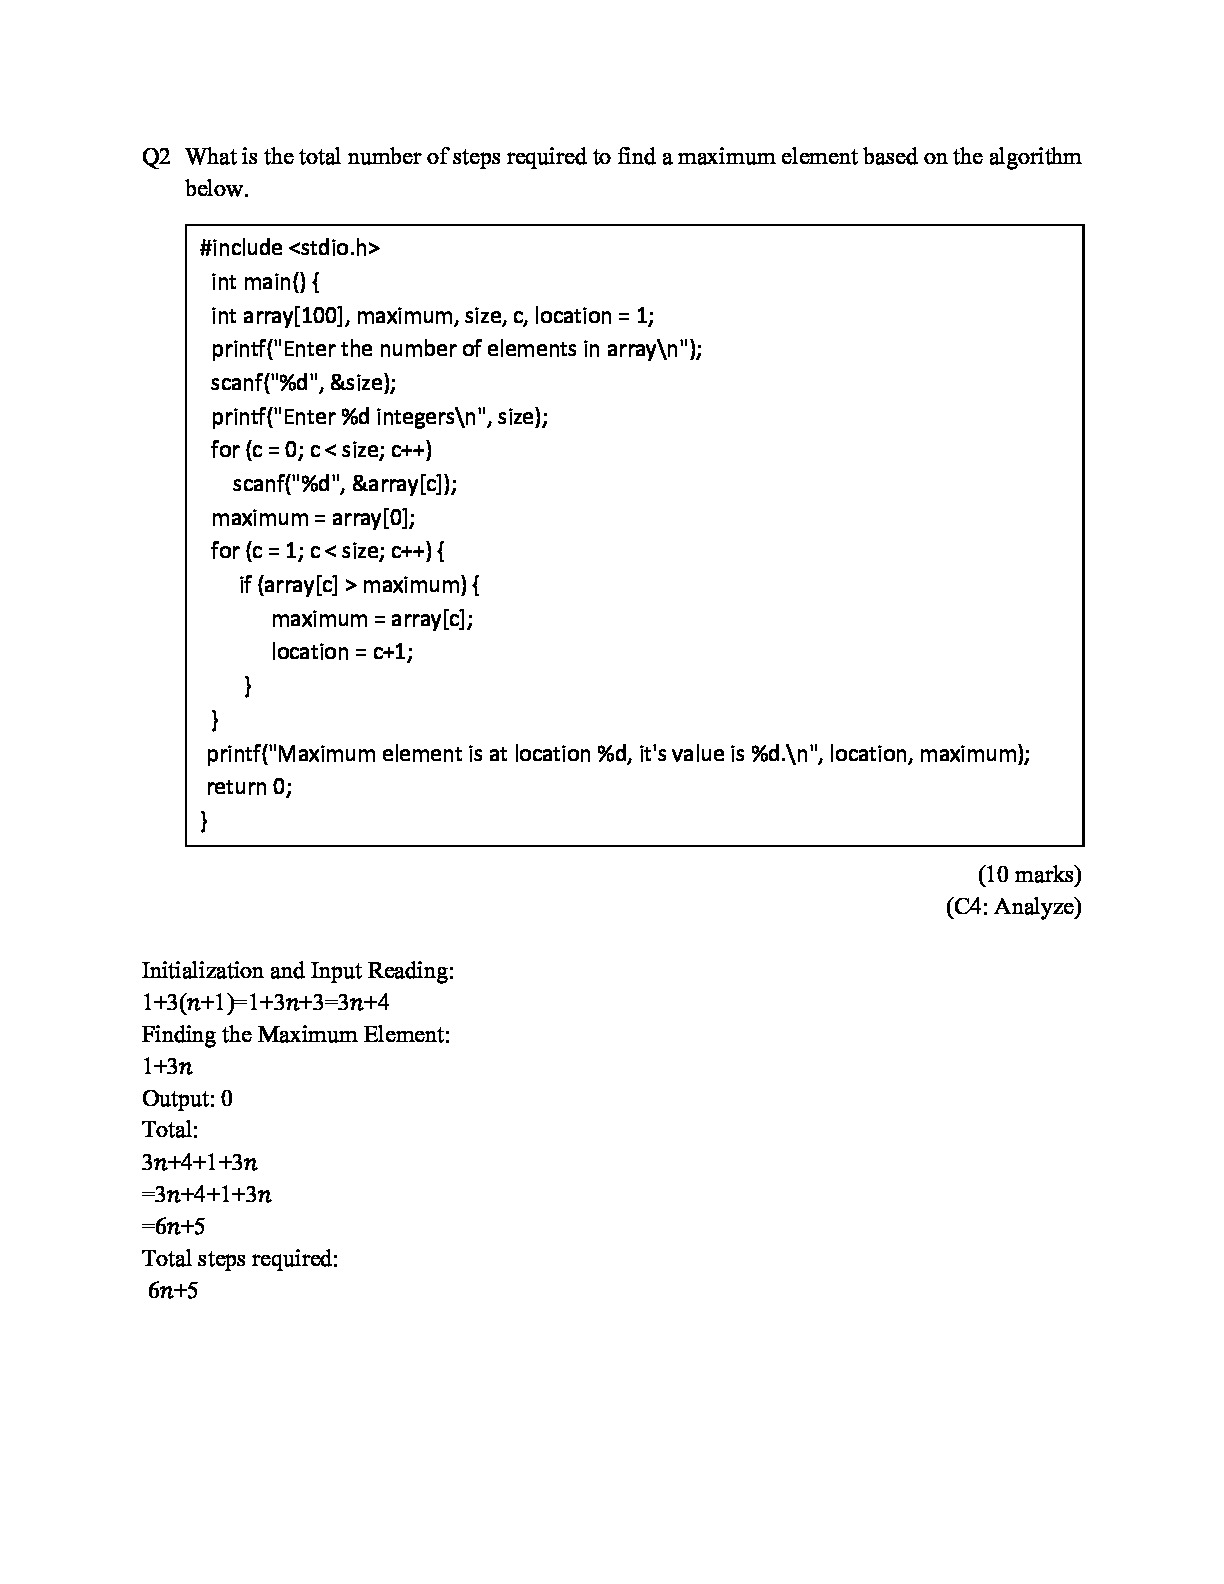 Q2 What is the total number of steps required to find a maximum element based on the algorithm
below.
#include <stdio.h>
int main() {
int array[100], maximum, size, c, location = 1;
printf("Enter the number of elements in array\n");
scanf("%d", &size);
printf("Enter %d integers\n", size);
for (c = 0; c < size; c++)
scanf("%d", &array[c]);
maximum = array[0];
for (c = 1; c < size; c++) {
if (array[c] > maximum) {
maximum = array[c];
location = c+1;
}
}
printf("Maximum element is at location %d, it's value is %d.\n", location, maximum);
return 0;
}
(10 marks)
(C4: Analyze)
Initialization and Input Reading:
1+3(n+1)=1+3n+3=3n+4
Finding the Maximum Element:
1+3n
Output: 0
Total:
3n+4+1+3n
=3n+4+1+3n
=6n+5
Total steps required:
6n+5